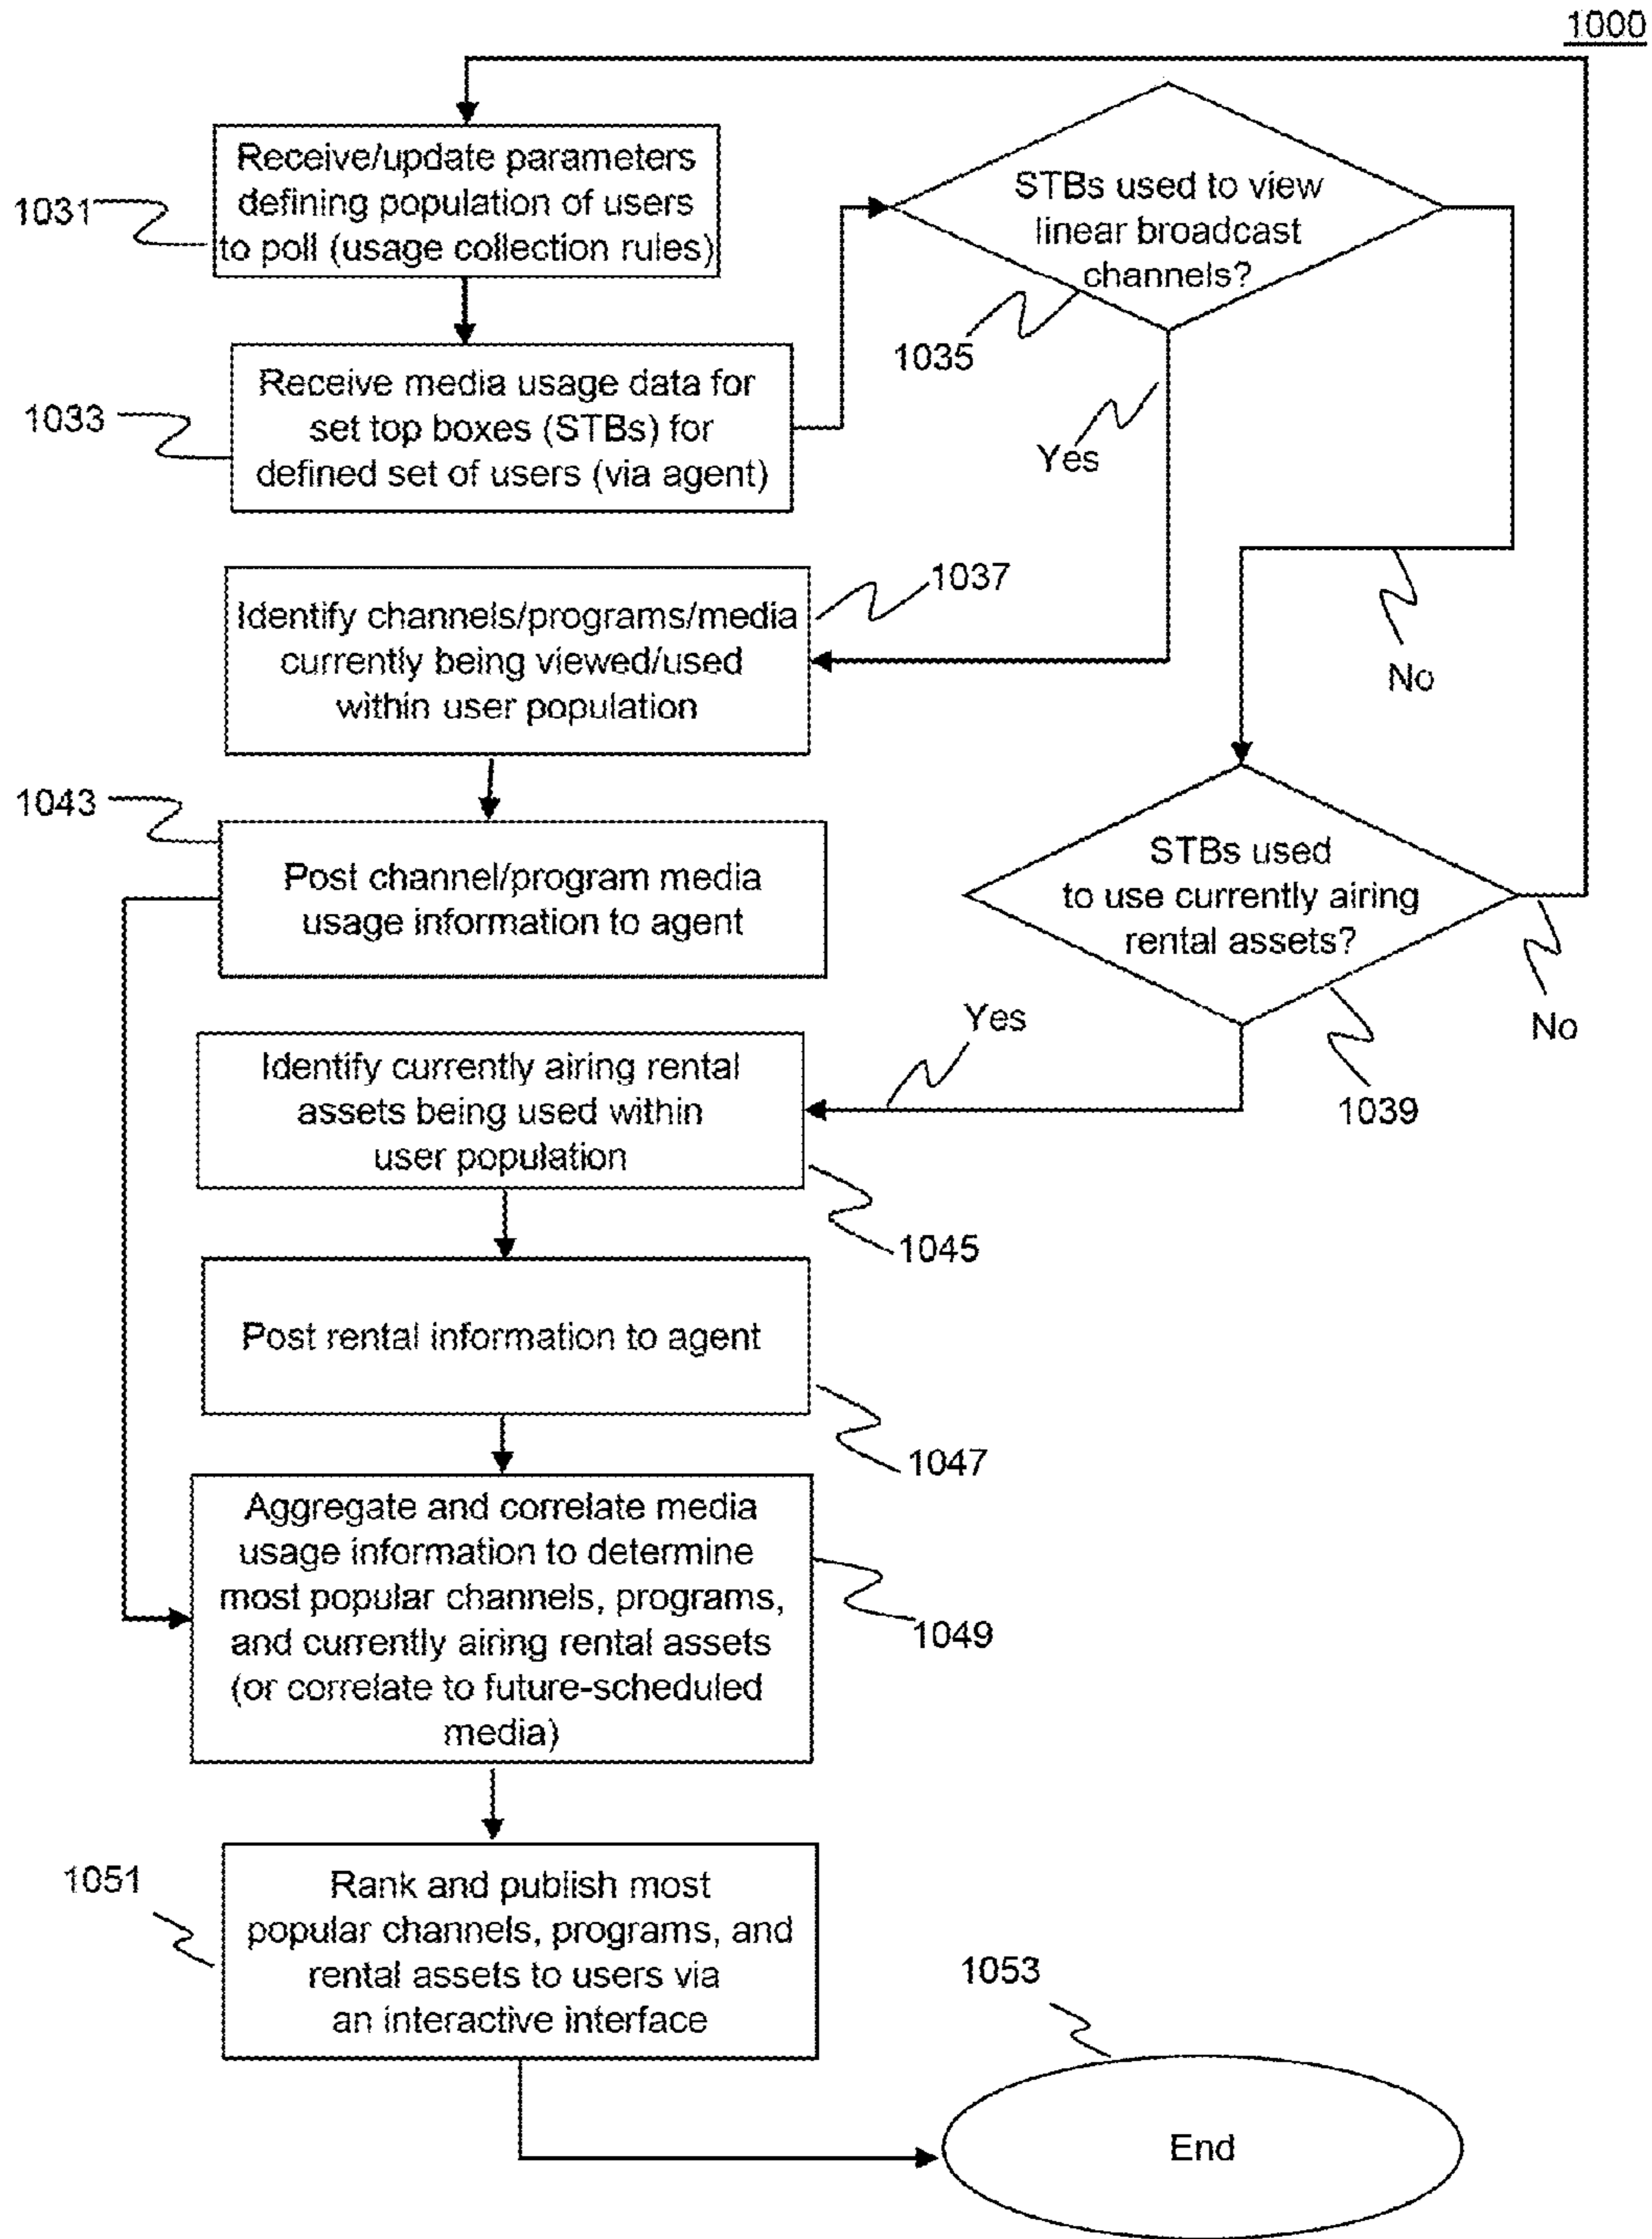 1000
Receive/update parameters
defining population of users
to poll (usage collection rules)
1031
Receive media usage data for
set top boxes (STBs) for
defined set of users (via agent)
1033
STBs used to view
linear broadcast
channels?
1035
Yes
No
Identify channels/programs/media
currently being viewed/used
within user population
1037
Post channel/program media
usage information to agent
1043
STBs used
to use currently airing
rental assets?
1039
Yes
No
Identify currently airing rental
assets being used within
user population
1045
Post rental information to agent
1047
Aggregate and correlate media
usage information to determine
most popular channels, programs,
and currently airing rental assets
(or correlate to future-scheduled
media)
1049
Rank and publish most
popular channels, programs, and
rental assets to users via
an interactive interface
1051
1053
End